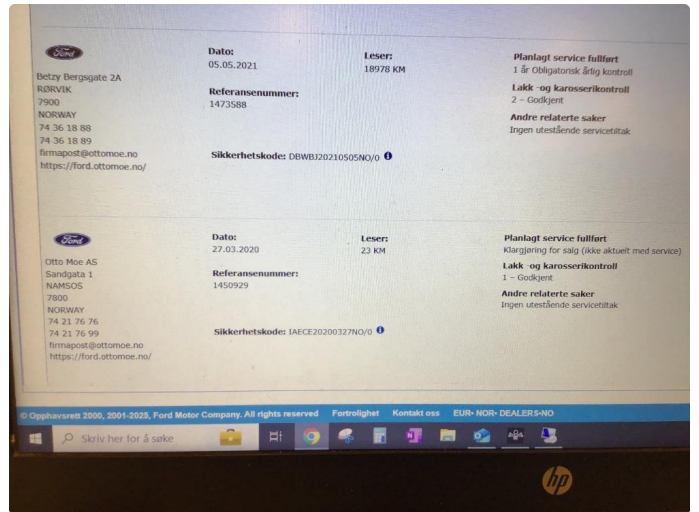 Ford
Betzy Bergsgate 2A
RØRVIK
7900
NORWAY
74 36 18 88
74 36 18 89
firmapost@ottomoe.no
https://ford.ottomoe.no/
Dato:
05.05.2021
Referansenummer:
1473588
Sikkerhetskode: DBWBJ20210505NO/0
Leser:
18978 KM
Planlagt service fullført
1 år Obligatorisk årlig kontroll
Lakk -og karosserikontroll
2 – Godkjent
Andre relaterte saker
Ingen utestående servicetiltak
Ford
Otto Moe AS
Sandgata 1
NAMSOS
7800
NORWAY
74 21 76 76
74 21 76 99
firmapost@ottomoe.no
https://ford.ottomoe.no/
Dato:
27.03.2020
Referansenummer:
1450929
Sikkerhetskode: IAECE20200327NO/0
Leser:
23 KM
Planlagt service fullført
Klargjøring for salg (ikke aktuelt med service)
Lakk -og karosserikontroll
1 – Godkjent
Andre relaterte saker
Ingen utestående servicetiltak
© Opphavsrett 2000, 2001-2025, Ford Motor Company. All rights reserved Fortrolighet Kontakt oss EUR- NOR- DEALERS-NO
Skriv her for å søke
hp